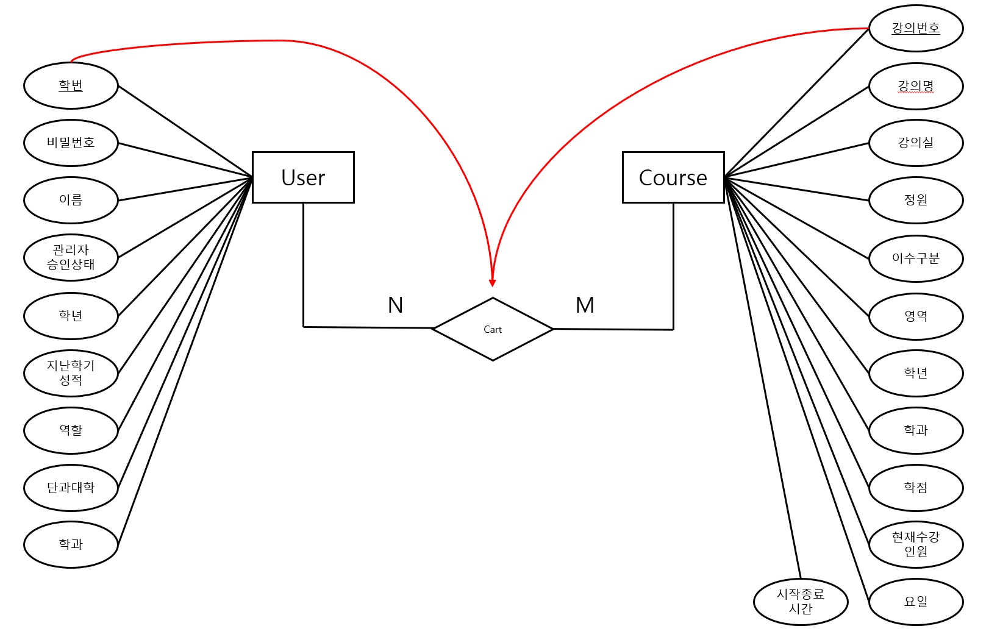 학번
비밀번호
이름
관리자
승인상태
학년
지난학기
성적
역할
단과대학
학과
User
N
Cart
M
Course
강의번호
강의명
강의실
정원
이수구분
영역
학년
학과
학점
현재수강
인원
요일
시작종료
시간